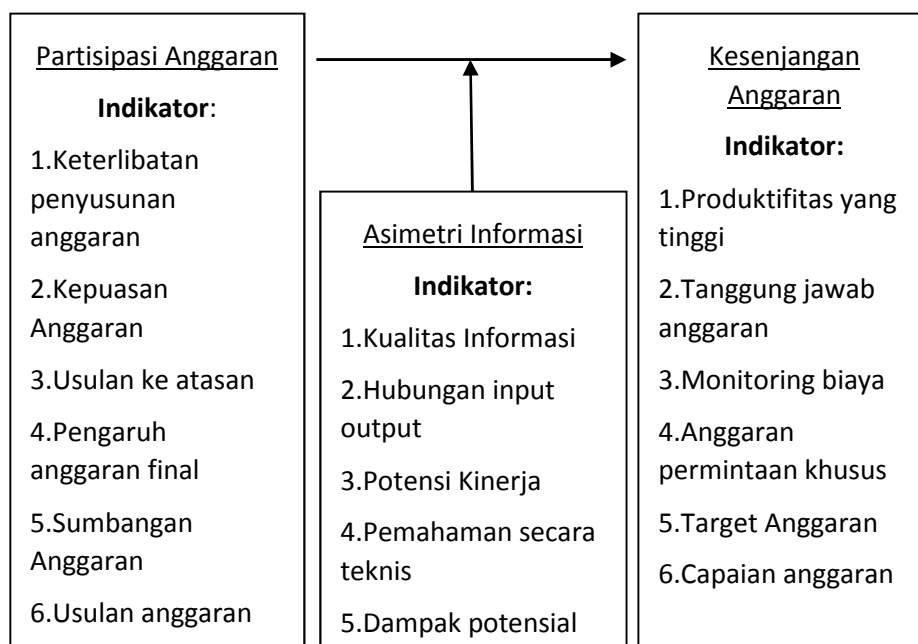 Partisipasi Anggaran
Indikator:
1.Keterlibatan
penyusunan
anggaran
2.Kepuasan
Anggaran
3.Usulan ke atasan
4.Pengaruh
anggaran final
5.Sumbangan
Anggaran
6.Usulan anggaran
Asimetri Informasi
Indikator:
1.Kualitas Informasi
2.Hubungan input
output
3.Potensi Kinerja
4.Pemahaman secara
teknis
5.Dampak potensial
Kesenjangan
Anggaran
Indikator:
1.Produktifitas yang
tinggi
2.Tanggung jawab
anggaran
3.Monitoring biaya
4.Anggaran
permintaan khusus
5.Target Anggaran
6.Capaian anggaran